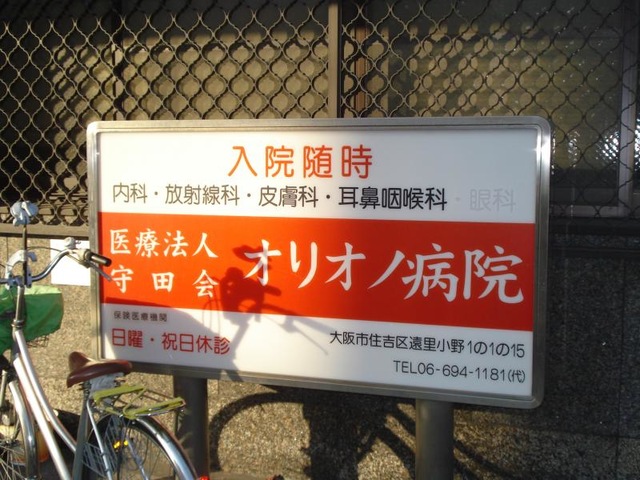 入院随時
内科・放射線科・皮膚科・耳鼻咽喉科・眼科
医療法人
守田会
オリオノ病院
保険医療機関
日曜・祝日休診
大阪市住吉区遠里小野1の1の15
TEL06-694-1181(代)